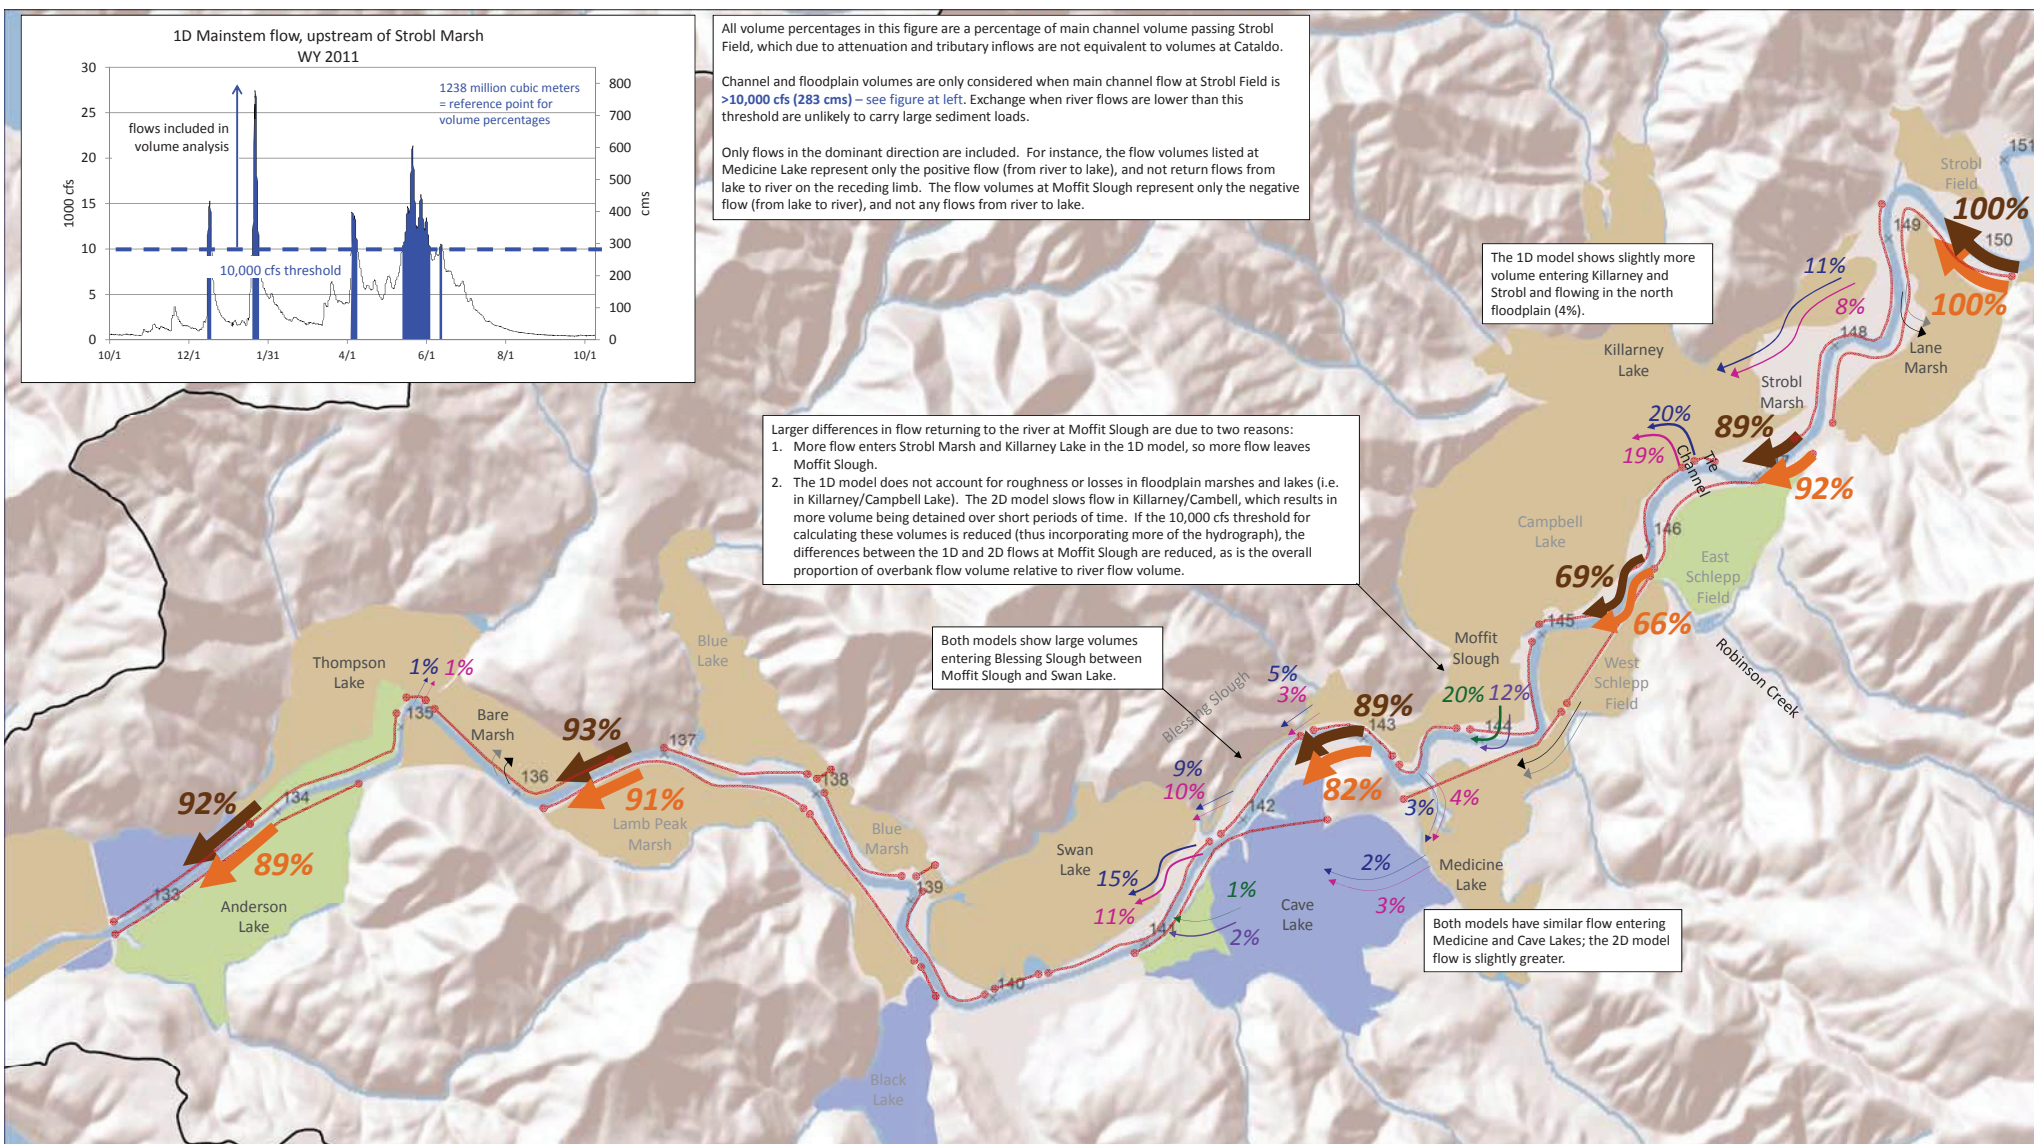 1D Mainstem flow, upstream of Strobl Marsh
WY 2011
30
25
20
15
10
5
0
1000 cfs
800
700
600
500
400
300
200
100
0
cms
10/1
12/1
1/31
4/1
6/1
8/1
10/1
flows included in
volume analysis
1238 million cubic meters
= reference point for
volume percentages
10,000 cfs threshold
All volume percentages in this figure are a percentage of main channel volume passing Strobl
Field, which due to attenuation and tributary inflows are not equivalent to volumes at Cataldo.
Channel and floodplain volumes are only considered when main channel flow at Strobl Field is
>10,000 cfs (283 cms) – see figure at left. Exchange when river flows are lower than this
threshold are unlikely to carry large sediment loads.
Only flows in the dominant direction are included. For instance, the flow volumes listed at
Medicine Lake represent only the positive flow (from river to lake), and not return flows from
lake to river on the receding limb. The flow volumes at Moffit Slough represent only the negative
flow (from lake to river), and not any flows from river to lake.
151
Strobl
Field
100%
150
149
100%
The 1D model shows slightly more
volume entering Killarney and
Strobl and flowing in the north
floodplain (4%).
11%
8%
148
Lane
Marsh
Killarney
Lake
Strobl
Marsh
20%
19%
Tie
Channel
89%
92%
146
Campbell
Lake
East
Schlepp
Field
69%
66%
145
Robinson Creek
West
Schlepp
Field
Larger differences in flow returning to the river at Moffit Slough are due to two reasons:
1. More flow enters Strobl Marsh and Killarney Lake in the 1D model, so more flow leaves
Moffit Slough.
2. The 1D model does not account for roughness or losses in floodplain marshes and lakes (i.e.
in Killarney/Campbell Lake). The 2D model slows flow in Killarney/Cambell, which results in
more volume being detained over short periods of time. If the 10,000 cfs threshold for
calculating these volumes is reduced (thus incorporating more of the hydrograph), the
differences between the 1D and 2D flows at Moffit Slough are reduced, as is the overall
proportion of overbank flow volume relative to river flow volume.
Moffit
Slough
20%
12%
144
Both models show large volumes
entering Blessing Slough between
Moffit Slough and Swan Lake.
5%
3%
89%
143
82%
Blessing Slough
9%
10%
142
3%
4%
Medicine
Lake
2%
3%
Cave
Lake
Both models have similar flow entering
Medicine and Cave Lakes; the 2D model
flow is slightly greater.
Swan
Lake
15%
11%
1%
2%
141
140
139
Blue
Marsh
138
Black
Lake
Blue
Lake
137
93%
91%
Lamb Peak
Marsh
136
Bare
Marsh
1%
1%
Thompson
Lake
135
134
92%
89%
133
Anderson
Lake